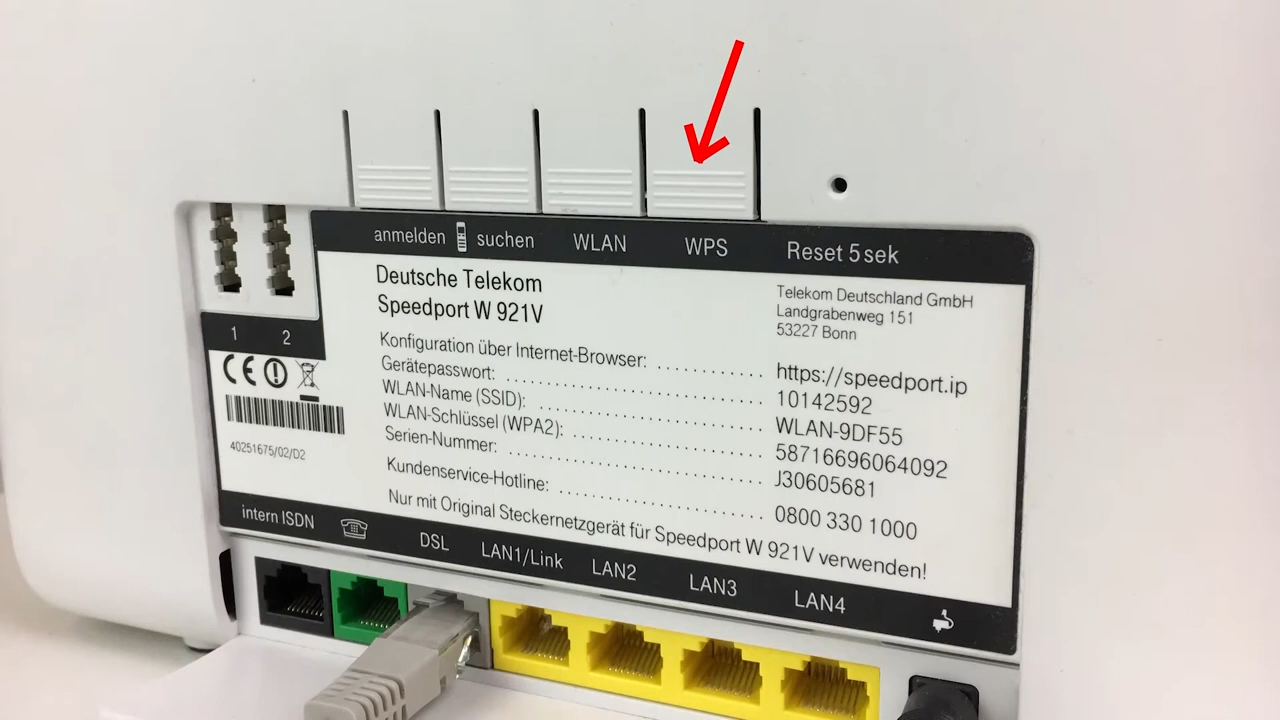 anmelden suchen WLAN WPS Reset 5 sek
Deutsche Telekom
Speedport W 921V
Telekom Deutschland GmbH
Landgrabenweg 151
53227 Bonn
1 2
Konfiguration über Internet-Browser: https://speedport.ip
Gerätepasswort: 10142592
WLAN-Name (SSID): WLAN-9DF55
WLAN-Schlüssel (WPA2): 58716696064092
Serien-Nummer: J30605681
Kundenservice-Hotline: 0800 330 1000
Nur mit Original Steckernetzgerät für Speedport W 921V verwenden!
CE
40251675/02/D2
intern ISDN DSL LAN1/Link LAN2 LAN3 LAN4